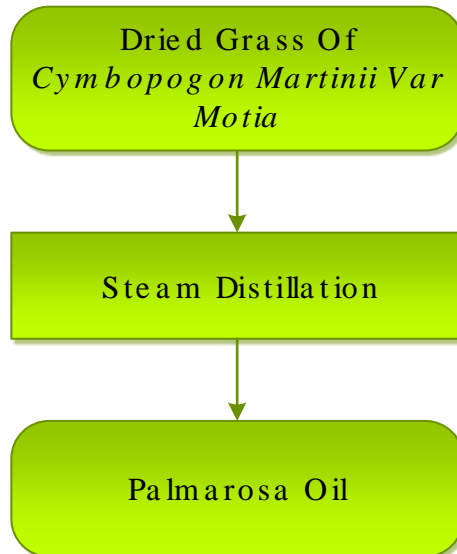 Dried Grass Of
Cymbopogon Martinii Var
Motia
Steam Distillation
Palmarosa Oil